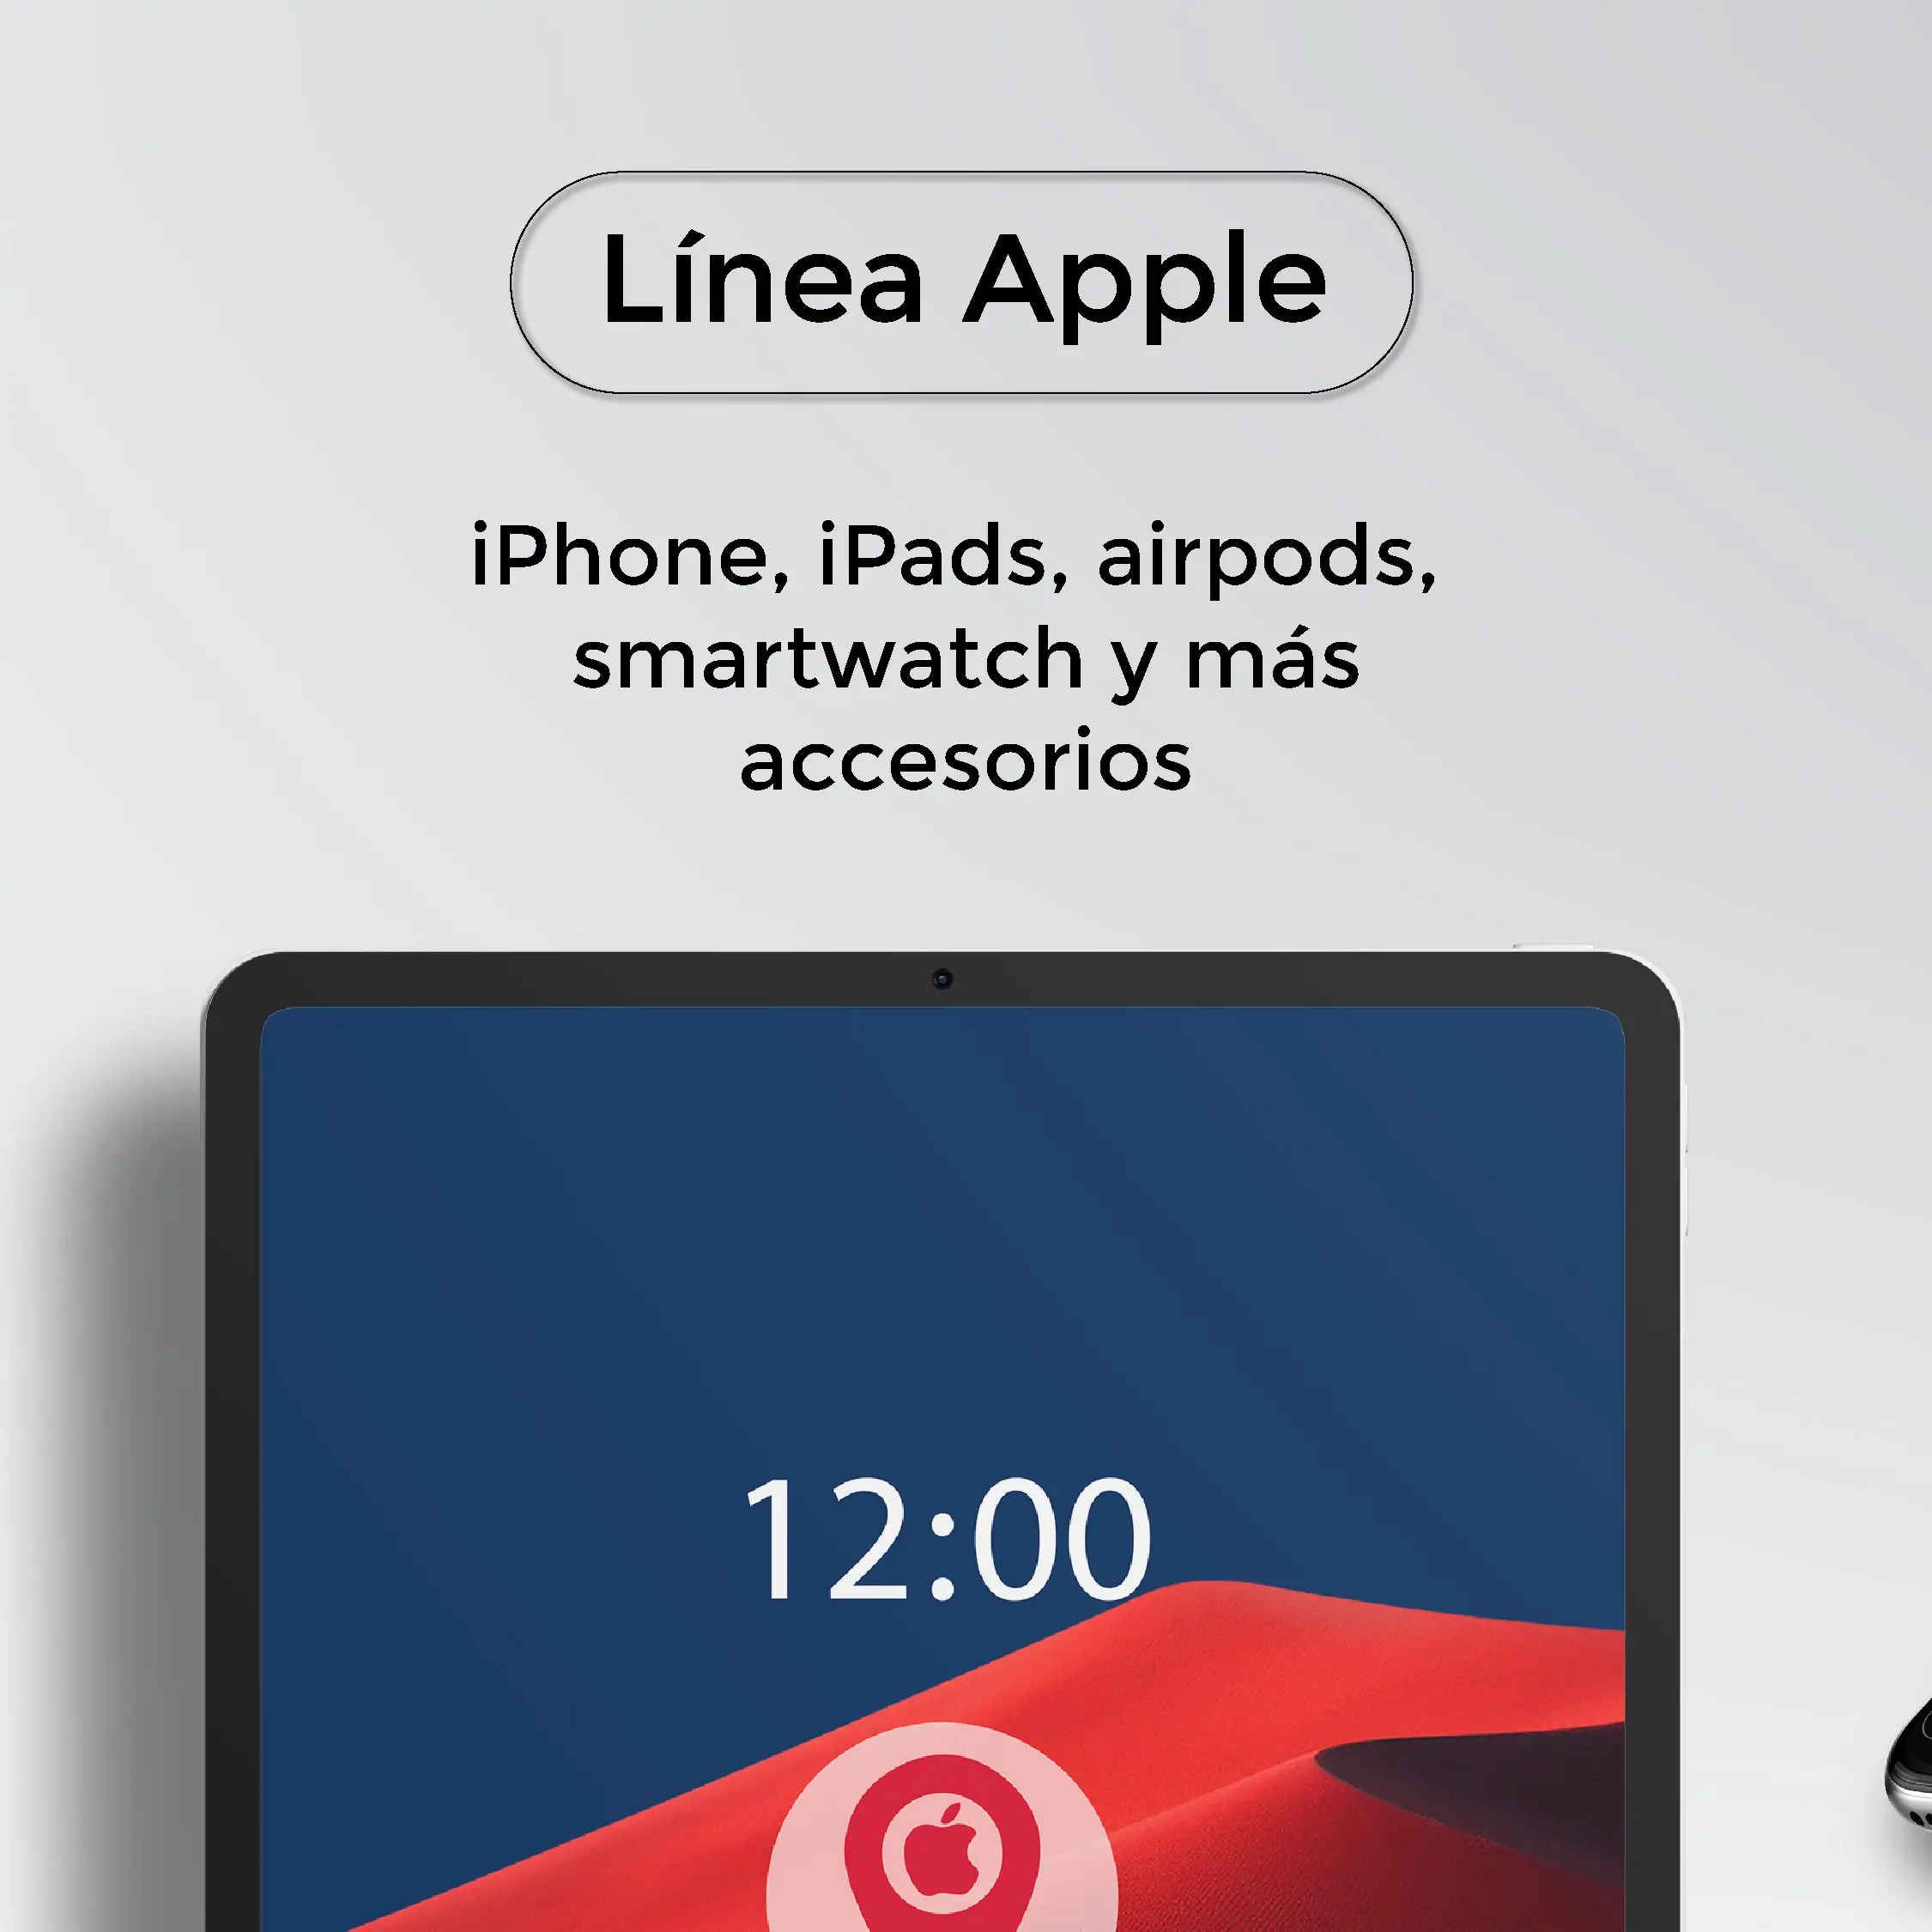 Línea Apple
iPhone, iPads, airpods,
smartwatch y más
accesorios
12:00